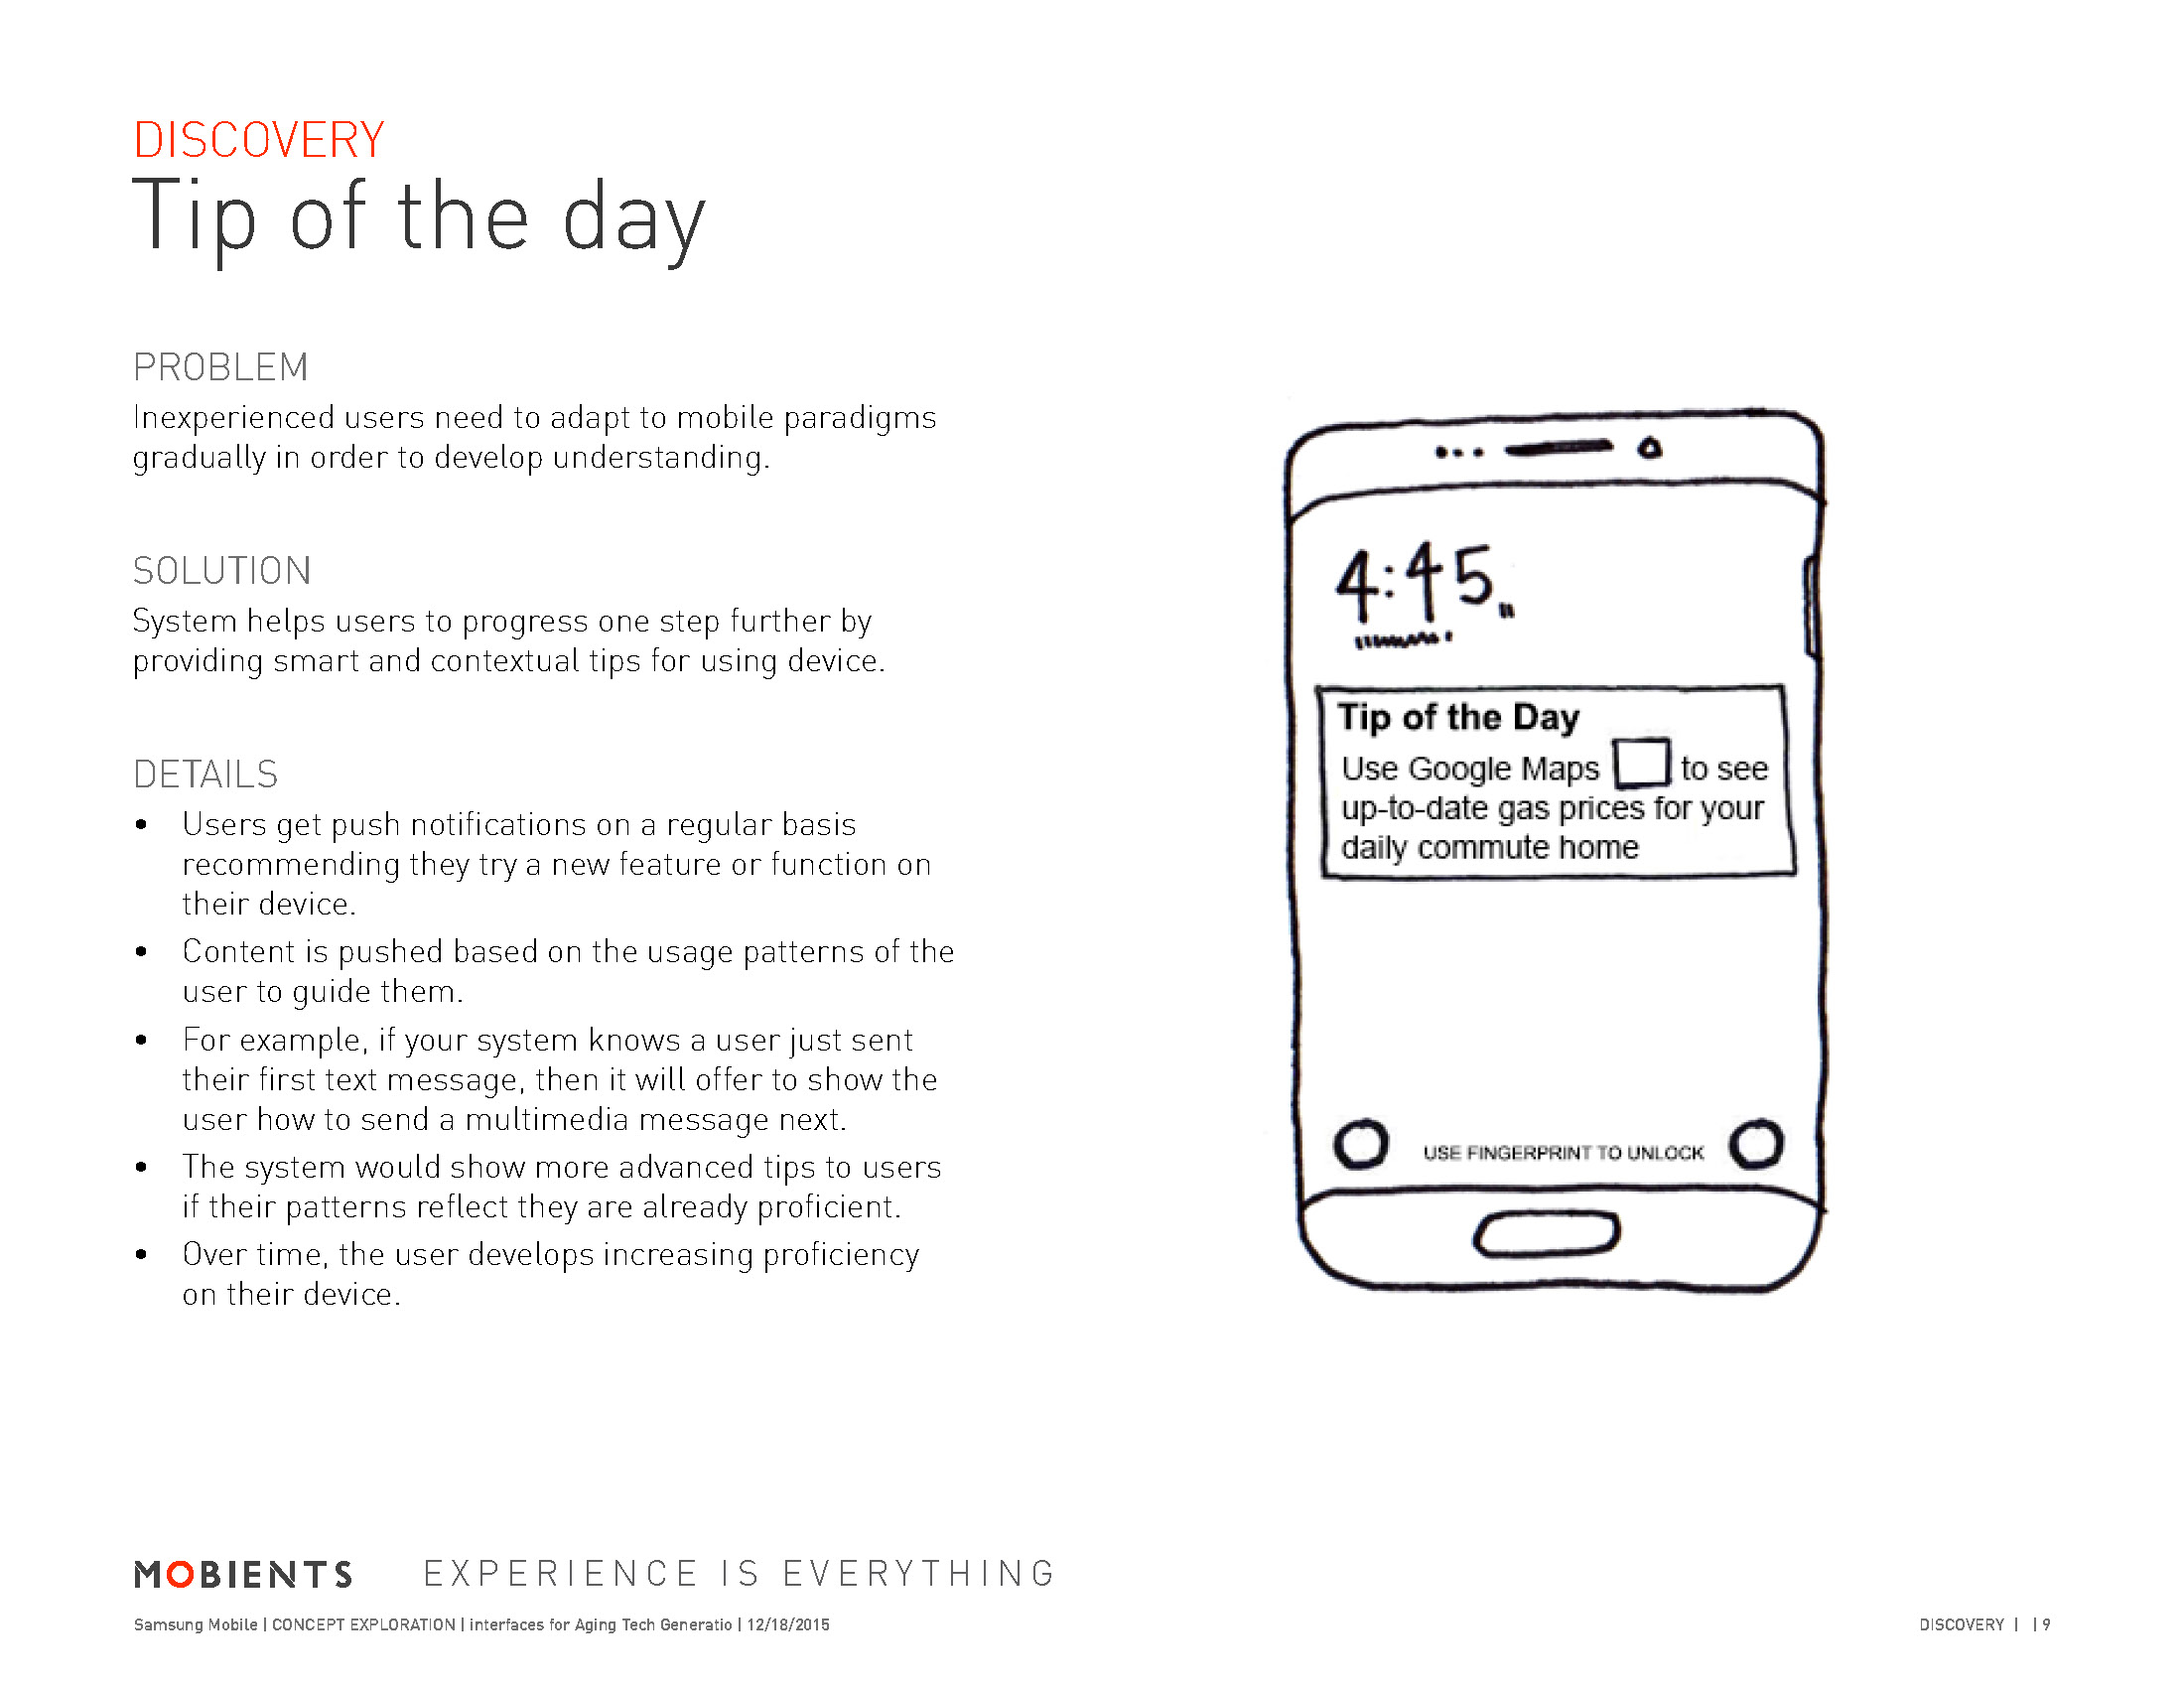 DISCOVERY
Tip of the day
PROBLEM
Inexperienced users need to adapt to mobile paradigms
gradually in order to develop understanding.
SOLUTION
System helps users to progress one step further by
providing smart and contextual tips for using device.
DETAILS
• Users get push notifications on a regular basis
recommending they try a new feature or function on
their device.
• Content is pushed based on the usage patterns of the
user to guide them.
• For example, if your system knows a user just sent
their first text message, then it will offer to show the
user how to send a multimedia message next.
• The system would show more advanced tips to users
if their patterns reflect they are already proficient.
• Over time, the user develops increasing proficiency
on their device.
4:45
Tip of the Day
Use Google Maps to see
up-to-date gas prices for your
daily commute home
USE FINGERPRINT TO UNLOCK
MOBIENTS EXPERIENCE IS EVERYTHING
Samsung Mobile | CONCEPT EXPLORATION | interfaces for Aging Tech Generatio | 12/18/2015
DISCOVERY | | 9